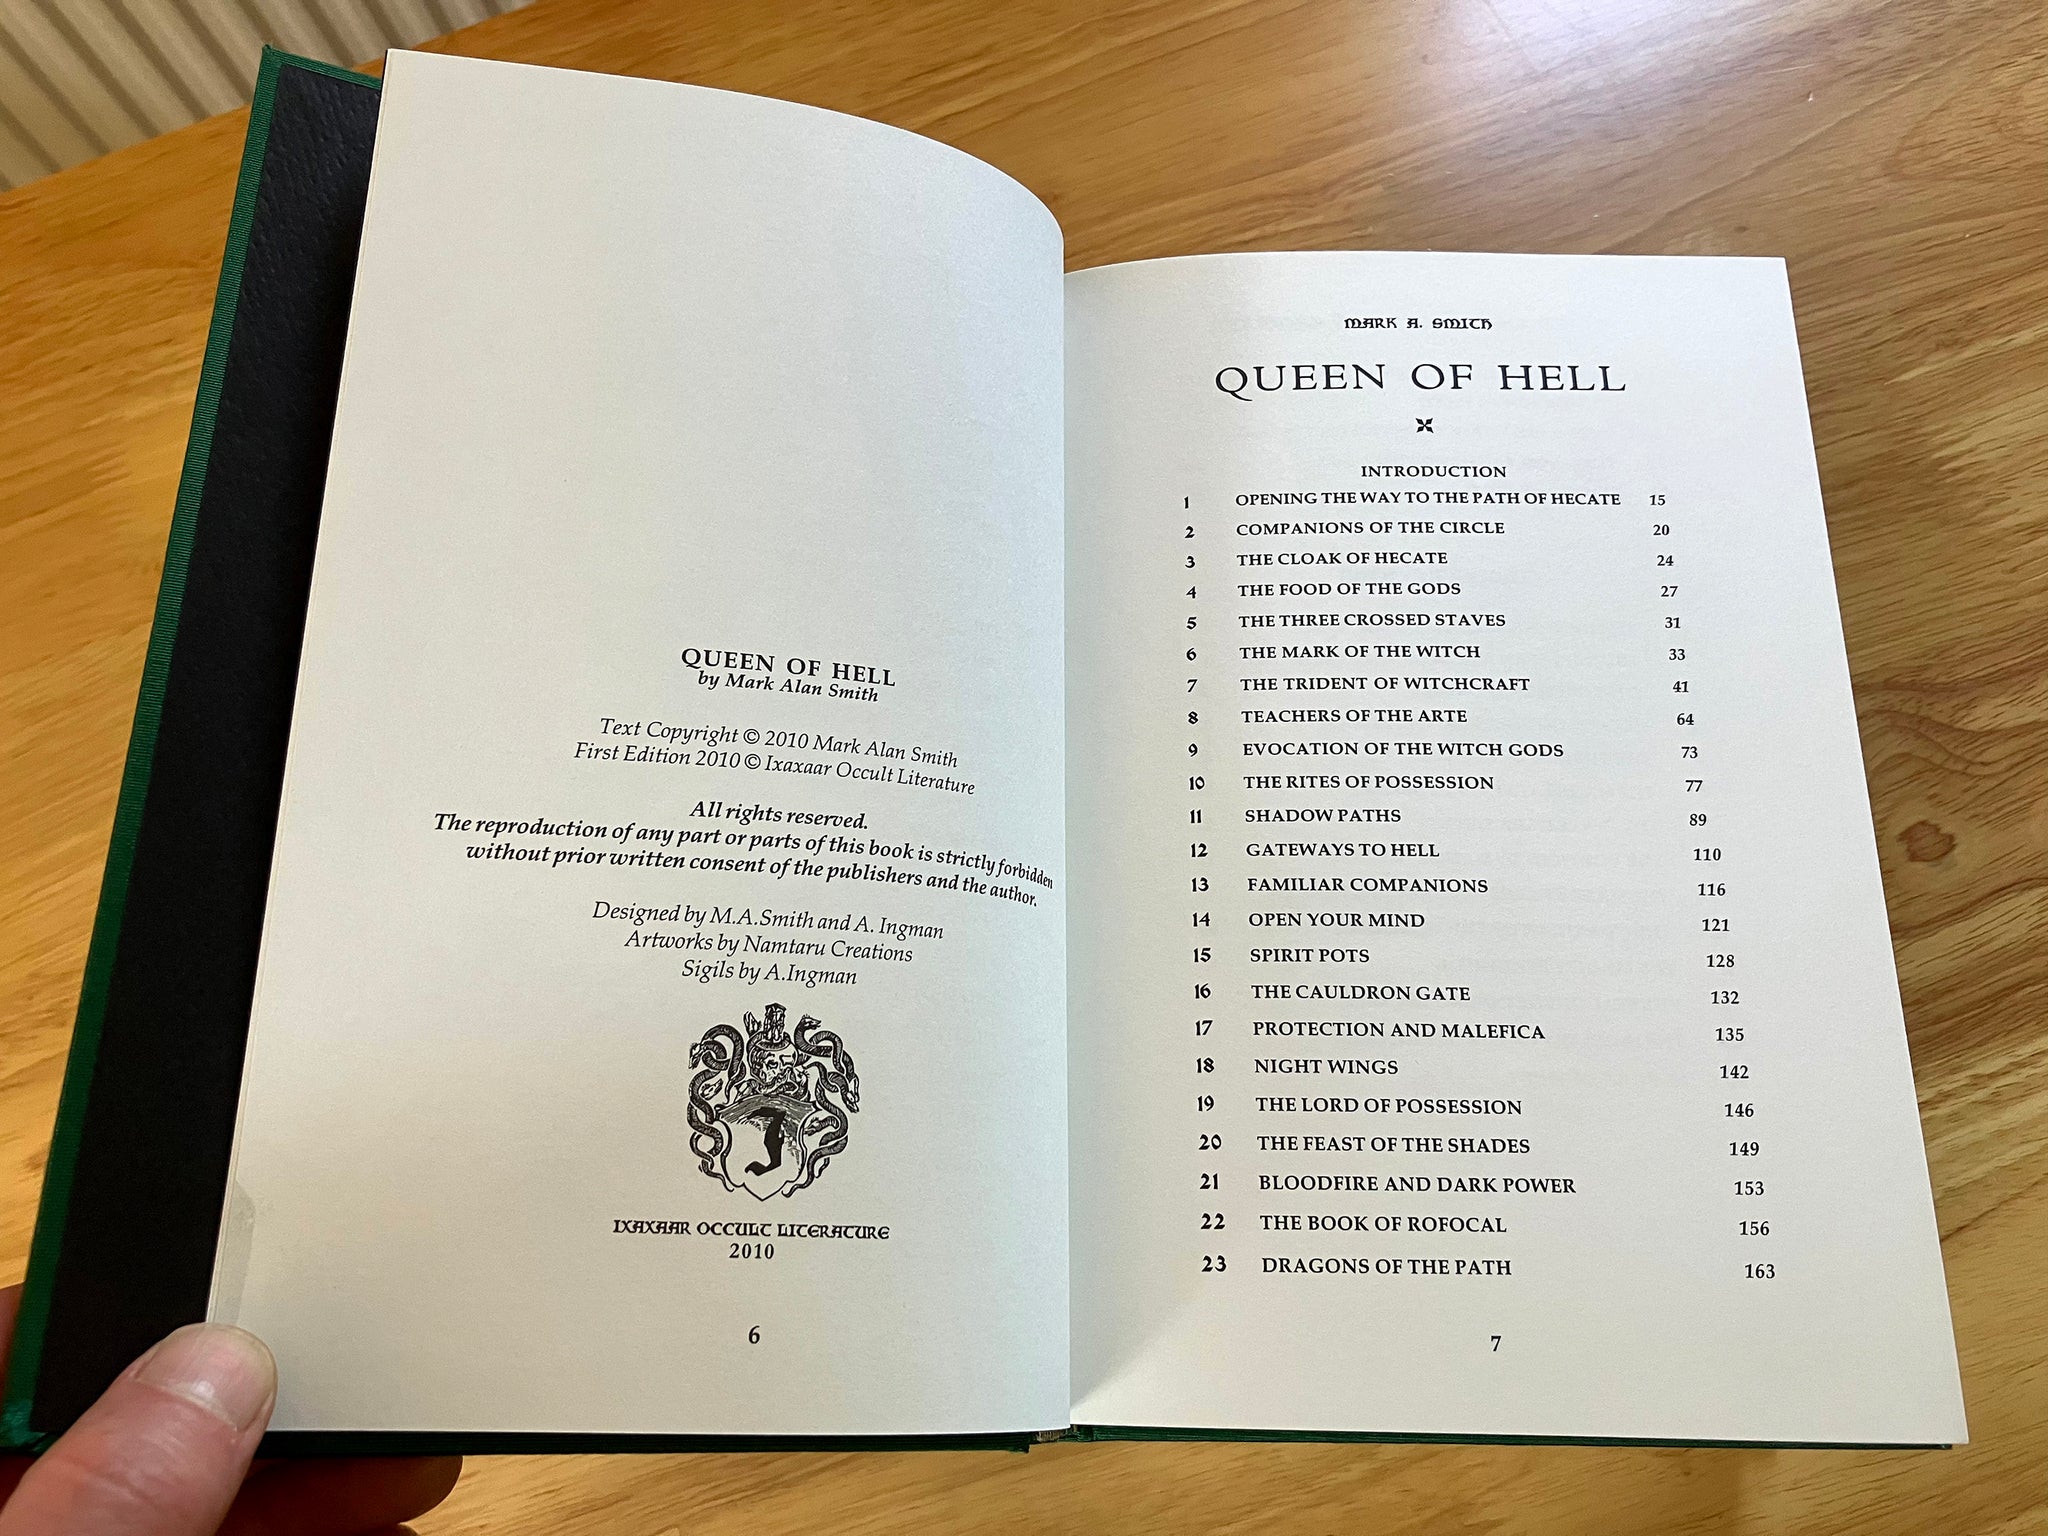 QUEEN OF HELL
by Mark Alan Smith
Text Copyright © 2010 Mark Alan Smith
First Edition 2010 © Ixaxaar Occult Literature
All rights reserved.
The reproduction of any part or parts of this book is strictly forbidden
without prior written consent of the publishers and the author.
Designed by M.A.Smith and A. Ingman
Artworks by Namtaru Creations
Sigils by A.Ingman
IXAXAAR OCCULT LITERATURE
2010
6
MARK A. SMITH
QUEEN OF HELL
INTRODUCTION
1 OPENING THE WAY TO THE PATH OF HECATE 15
2 COMPANIONS OF THE CIRCLE 20
3 THE CLOAK OF HECATE 24
4 THE FOOD OF THE GODS 27
5 THE THREE CROSSED STAVES 31
6 THE MARK OF THE WITCH 33
7 THE TRIDENT OF WITCHCRAFT 41
8 TEACHERS OF THE ARTE 64
9 EVOCATION OF THE WITCH GODS 73
10 THE RITES OF POSSESSION 77
11 SHADOW PATHS 89
12 GATEWAYS TO HELL 110
13 FAMILIAR COMPANIONS 116
14 OPEN YOUR MIND 121
15 SPIRIT POTS 128
16 THE CAULDRON GATE 132
17 PROTECTION AND MALEFICA 135
18 NIGHT WINGS 142
19 THE LORD OF POSSESSION 146
20 THE FEAST OF THE SHADES 149
21 BLOODFIRE AND DARK POWER 153
22 THE BOOK OF ROFOCAL 156
23 DRAGONS OF THE PATH 163
7